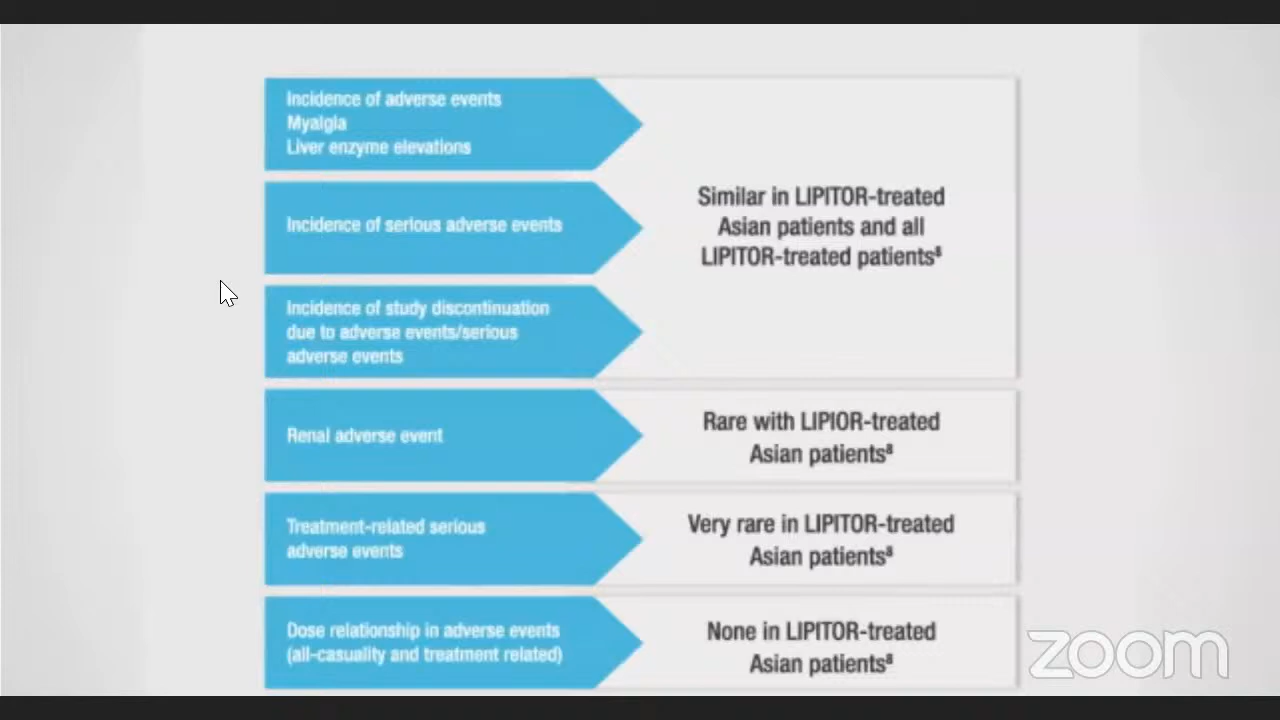 Incidence of adverse events
Myalgia
Liver enzyme elevations
Incidence of serious adverse events
Incidence of study discontinuation
due to adverse events/serious
adverse events
Similar in LIPITOR-treated
Asian patients and all
LIPITOR-treated patients⁸
Renal adverse event
Rare with LIPIOR-treated
Asian patients⁸
Treatment-related serious
adverse events
Very rare in LIPITOR-treated
Asian patients⁸
Dose relationship in adverse events
(all-casuality and treatment related)
None in LIPITOR-treated
Asian patients⁸
zoom